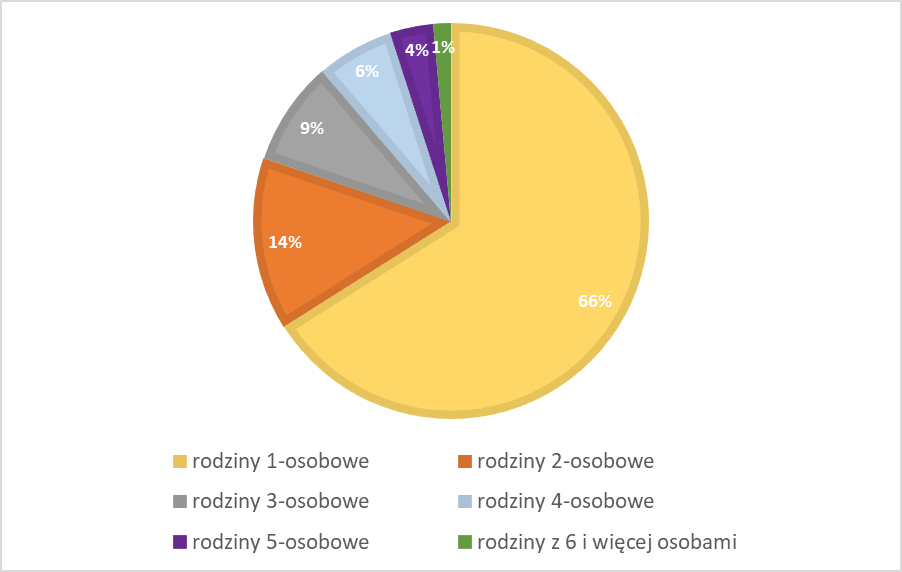 4%
1%
6%
9%
14%
66%
rodziny 1-osobowe
rodziny 2-osobowe
rodziny 3-osobowe
rodziny 4-osobowe
rodziny 5-osobowe
rodziny z 6 i więcej osobami